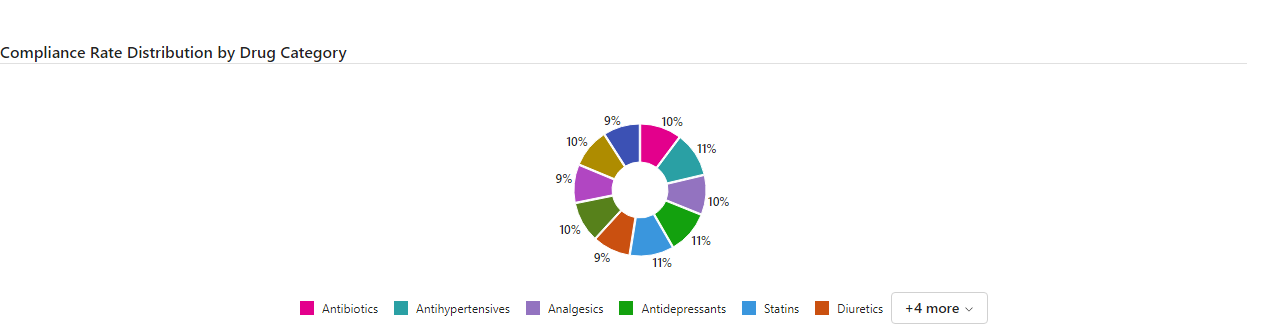 Compliance Rate Distribution by Drug Category
9%
10%
10%
11%
9%
10%
10%
11%
9%
11%
Antibiotics
Antihypertensives
Analgesics
Antidepressants
Statins
Diuretics
+4 more